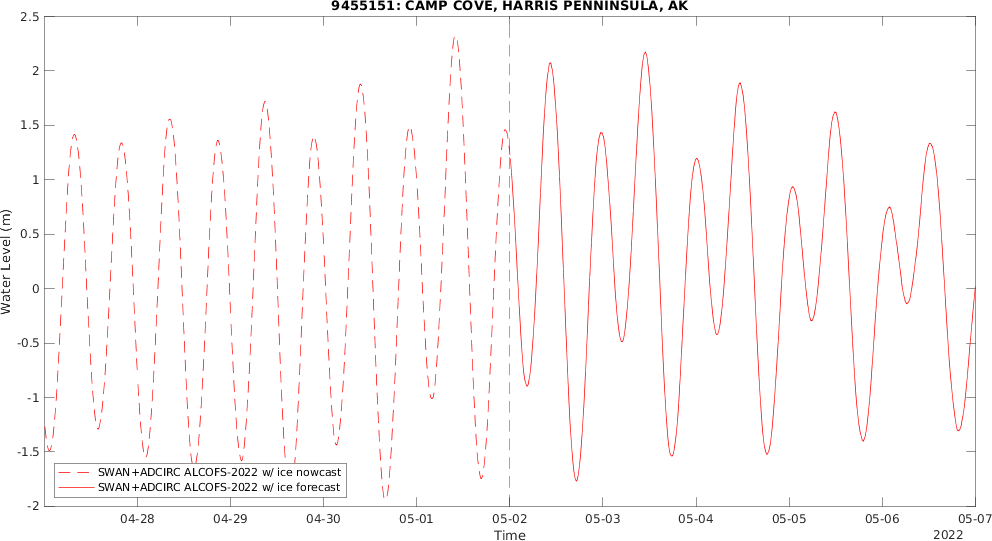 9455151: CAMP COVE, HARRIS PENNINSULA, AK
2.5
2
1.5
1
0.5
0
-0.5
-1
-1.5
-2
Water Level (m)
SWAN+ADCIRC ALCOFS-2022 w/ ice nowcast
SWAN+ADCIRC ALCOFS-2022 w/ ice forecast
04-28 04-29 04-30 05-01 05-02 05-03 05-04 05-05 05-06 05-07
Time
2022